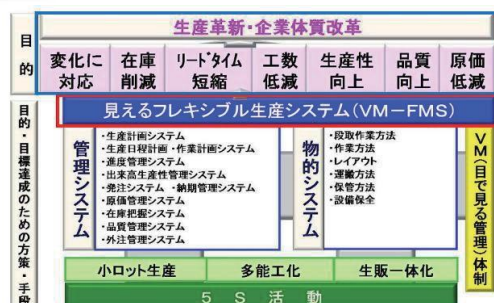 目的
生産革新・企業体質改革
変化に対応
在庫削減
リードタイム短縮
工数低減
生産性向上
品質向上
原価低減
見えるフレキシブル生産システム(VM-FMS)
目的・目標達成のための方策・手段
管理システム
・生産計画システム
・生産日程計画・作業計画システム
・進度管理システム
・出来高生産性管理システム
・発注システム・納期管理システム
・原価管理システム
・在庫把握システム
・品質管理システム
・外注管理システム
物的システム
・段取作業方法
・作業方法
・レイアウト
・運搬方法
・保管方法
・設備保全
VM(目で見る管理)体制
小ロット生産
多能工化
生販一体化
5S活動